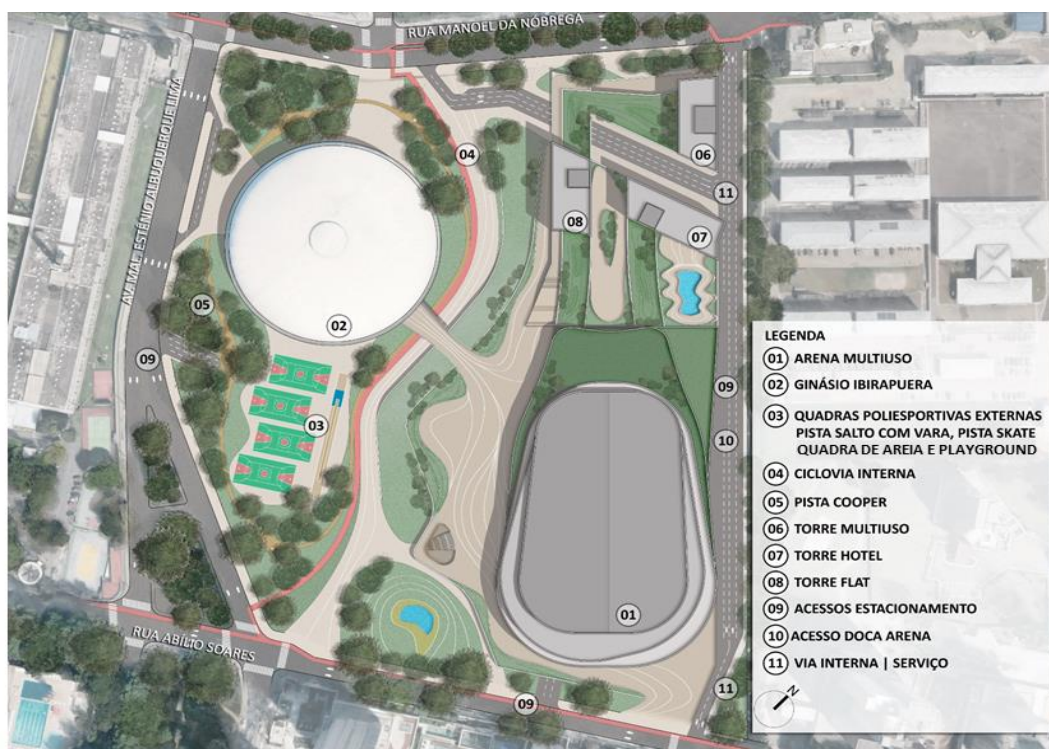 RUA MANOEL DA NÓBREGA
AV. MAL. ESTÊNIO ALBUQUERQUE LIMA
04
06
11
08
07
05
02
09
03
09
10
01
RUA ABÍLIO SOARES
09
11
LEGENDA
01 ARENA MULTIUSO
02 GINÁSIO IBIRAPUERA
03 QUADRAS POLIESPORTIVAS EXTERNAS
PISTA SALTO COM VARA, PISTA SKATE
QUADRA DE AREIA E PLAYGROUND
04 CICLOVIA INTERNA
05 PISTA COOPER
06 TORRE MULTIUSO
07 TORRE HOTEL
08 TORRE FLAT
09 ACESSOS ESTACIONAMENTO
10 ACESSO DOCA ARENA
11 VIA INTERNA | SERVIÇO
N